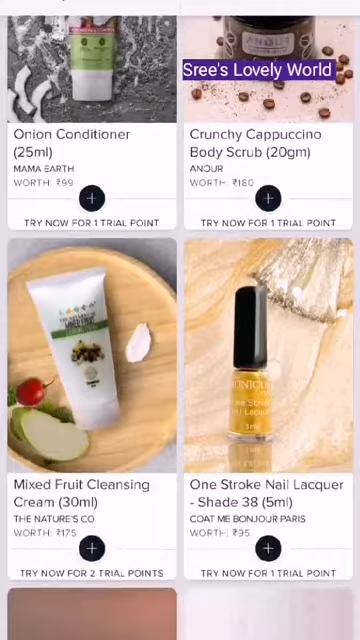 ANOUR
Sree's Lovely World
Onion Conditioner
(25ml)
MAMA EARTH
WORTH: ₹99
TRY NOW FOR 1 TRIAL POINT
Crunchy Cappuccino
Body Scrub (20gm)
ANOUR
WORTH: ₹180
TRY NOW FOR 1 TRIAL POINT
Mixed Fruit Cleansing
Cream (30ml)
THE NATURE'S CO
WORTH: ₹175
TRY NOW FOR 2 TRIAL POINTS
One Stroke Nail Lacquer
- Shade 38 (5ml)
COAT ME BONJOUR PARIS
WORTH: ₹95
TRY NOW FOR 1 TRIAL POINT